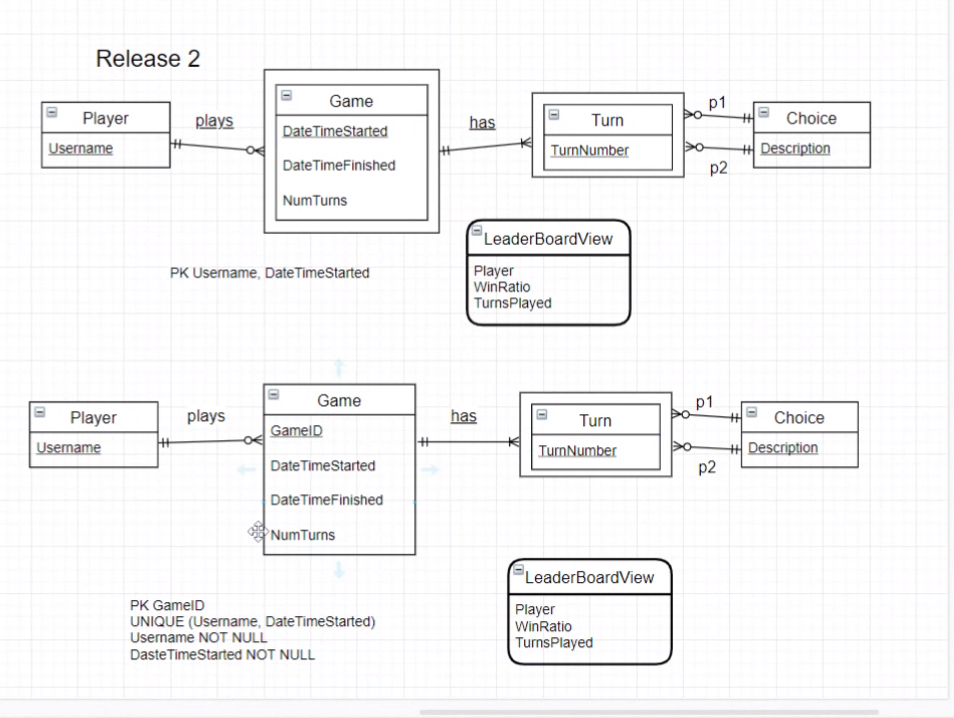 Release 2
Player
Username
plays
Game
DateTimeStarted
DateTimeFinished
NumTurns
has
Turn
TurnNumber
p1
p2
Choice
Description
PK Username, DateTimeStarted
LeaderBoardView
Player
WinRatio
TurnsPlayed
Player
Username
plays
Game
GameID
DateTimeStarted
DateTimeFinished
NumTurns
has
Turn
TurnNumber
p1
p2
Choice
Description
PK GameID
UNIQUE (Username, DateTimeStarted)
Username NOT NULL
DasteTimeStarted NOT NULL
LeaderBoardView
Player
WinRatio
TurnsPlayed